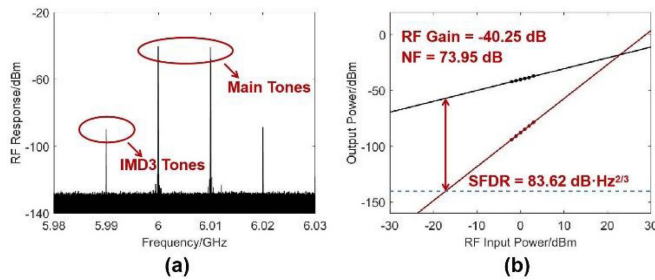 -20
-60
-100
-140
RF Response/dBm
Main Tones
IMD3 Tones
5.98
5.99
6
6.01
6.02
6.03
Frequency/GHz
(a)
0
-50
-100
-150
Output Power/dBm
RF Gain = -40.25 dB
NF = 73.95 dB
SFDR = 83.62 dB·Hz2/3
-30
-20
-10
0
10
20
30
RF Input Power/dBm
(b)